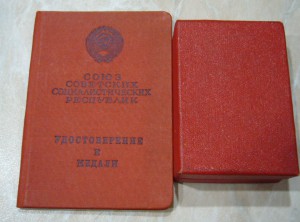 СОЮЗ
СОВЕТСКИХ
СОЦИАЛИСТИЧЕСКИХ
РЕСПУБЛИК
УДОСТОВЕРЕНИЕ
К
МЕДАЛИ